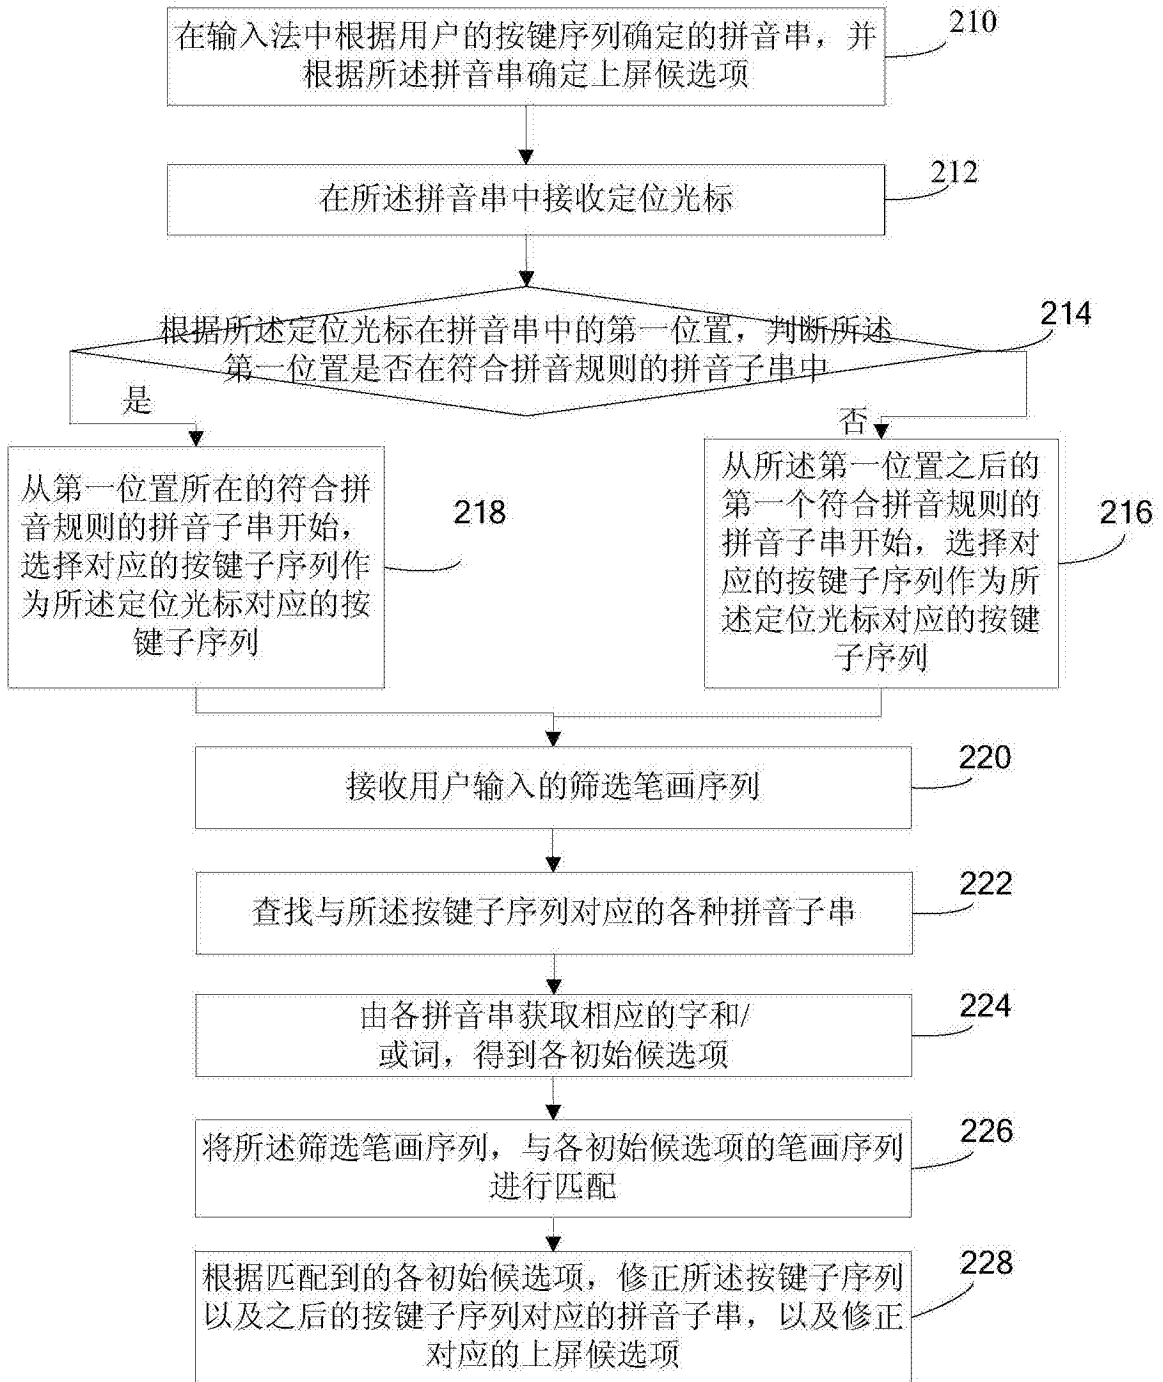 在输入法中根据用户的按键序列确定的拼音串，并
根据所述拼音串确定上屏候选项
210
在所述拼音串中接收定位光标
212
根据所述定位光标在拼音串中的第一位置，判断所述
第一位置是否在符合拼音规则的拼音子串中
214
是
否
从第一位置所在的符合拼
音规则的拼音子串开始，
选择对应的按键子序列作
为所述定位光标对应的按
键子序列
218
从所述第一位置之后的
第一个符合拼音规则的
拼音子串开始，选择对
应的按键子序列作为所
述定位光标对应的按键
子序列
216
接收用户输入的筛选笔画序列
220
查找与所述按键子序列对应的各种拼音子串
222
由各拼音串获取相应的字和/
或词，得到各初始候选项
224
将所述筛选笔画序列，与各初始候选项的笔画序列
进行匹配
226
根据匹配到的各初始候选项，修正所述按键子序列
以及之后的按键子序列对应的拼音子串，以及修正
对应的上屏候选项
228